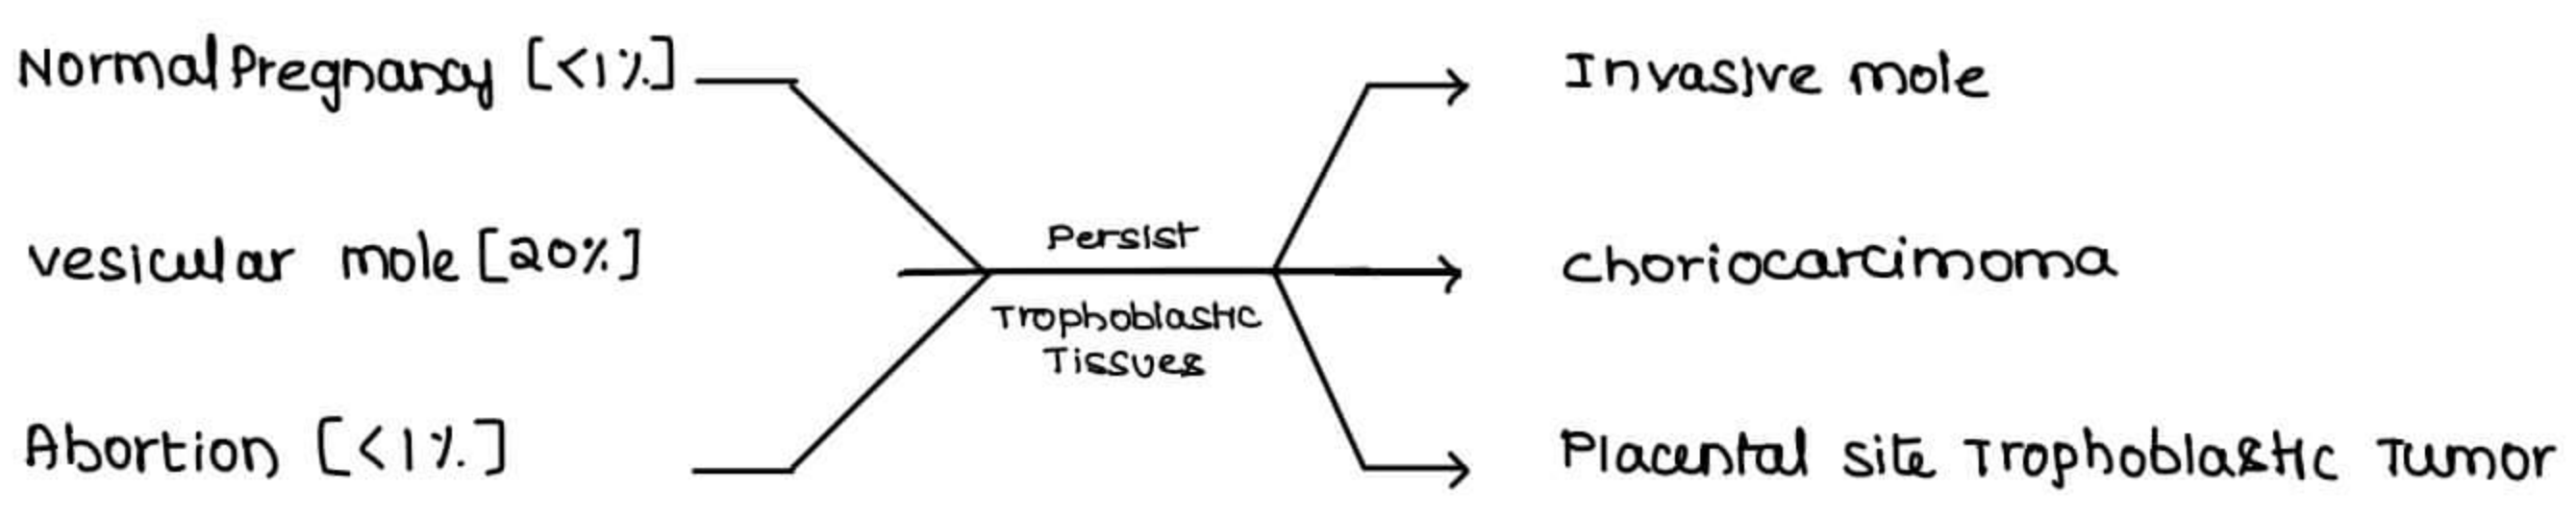 Normal Pregnancy [<1%]
vesicular mole [20%]
Abortion [<1%]
Persist
Trophoblastic
Tissues
Invasive mole
choriocarcimoma
Placental site Trophoblastic Tumor